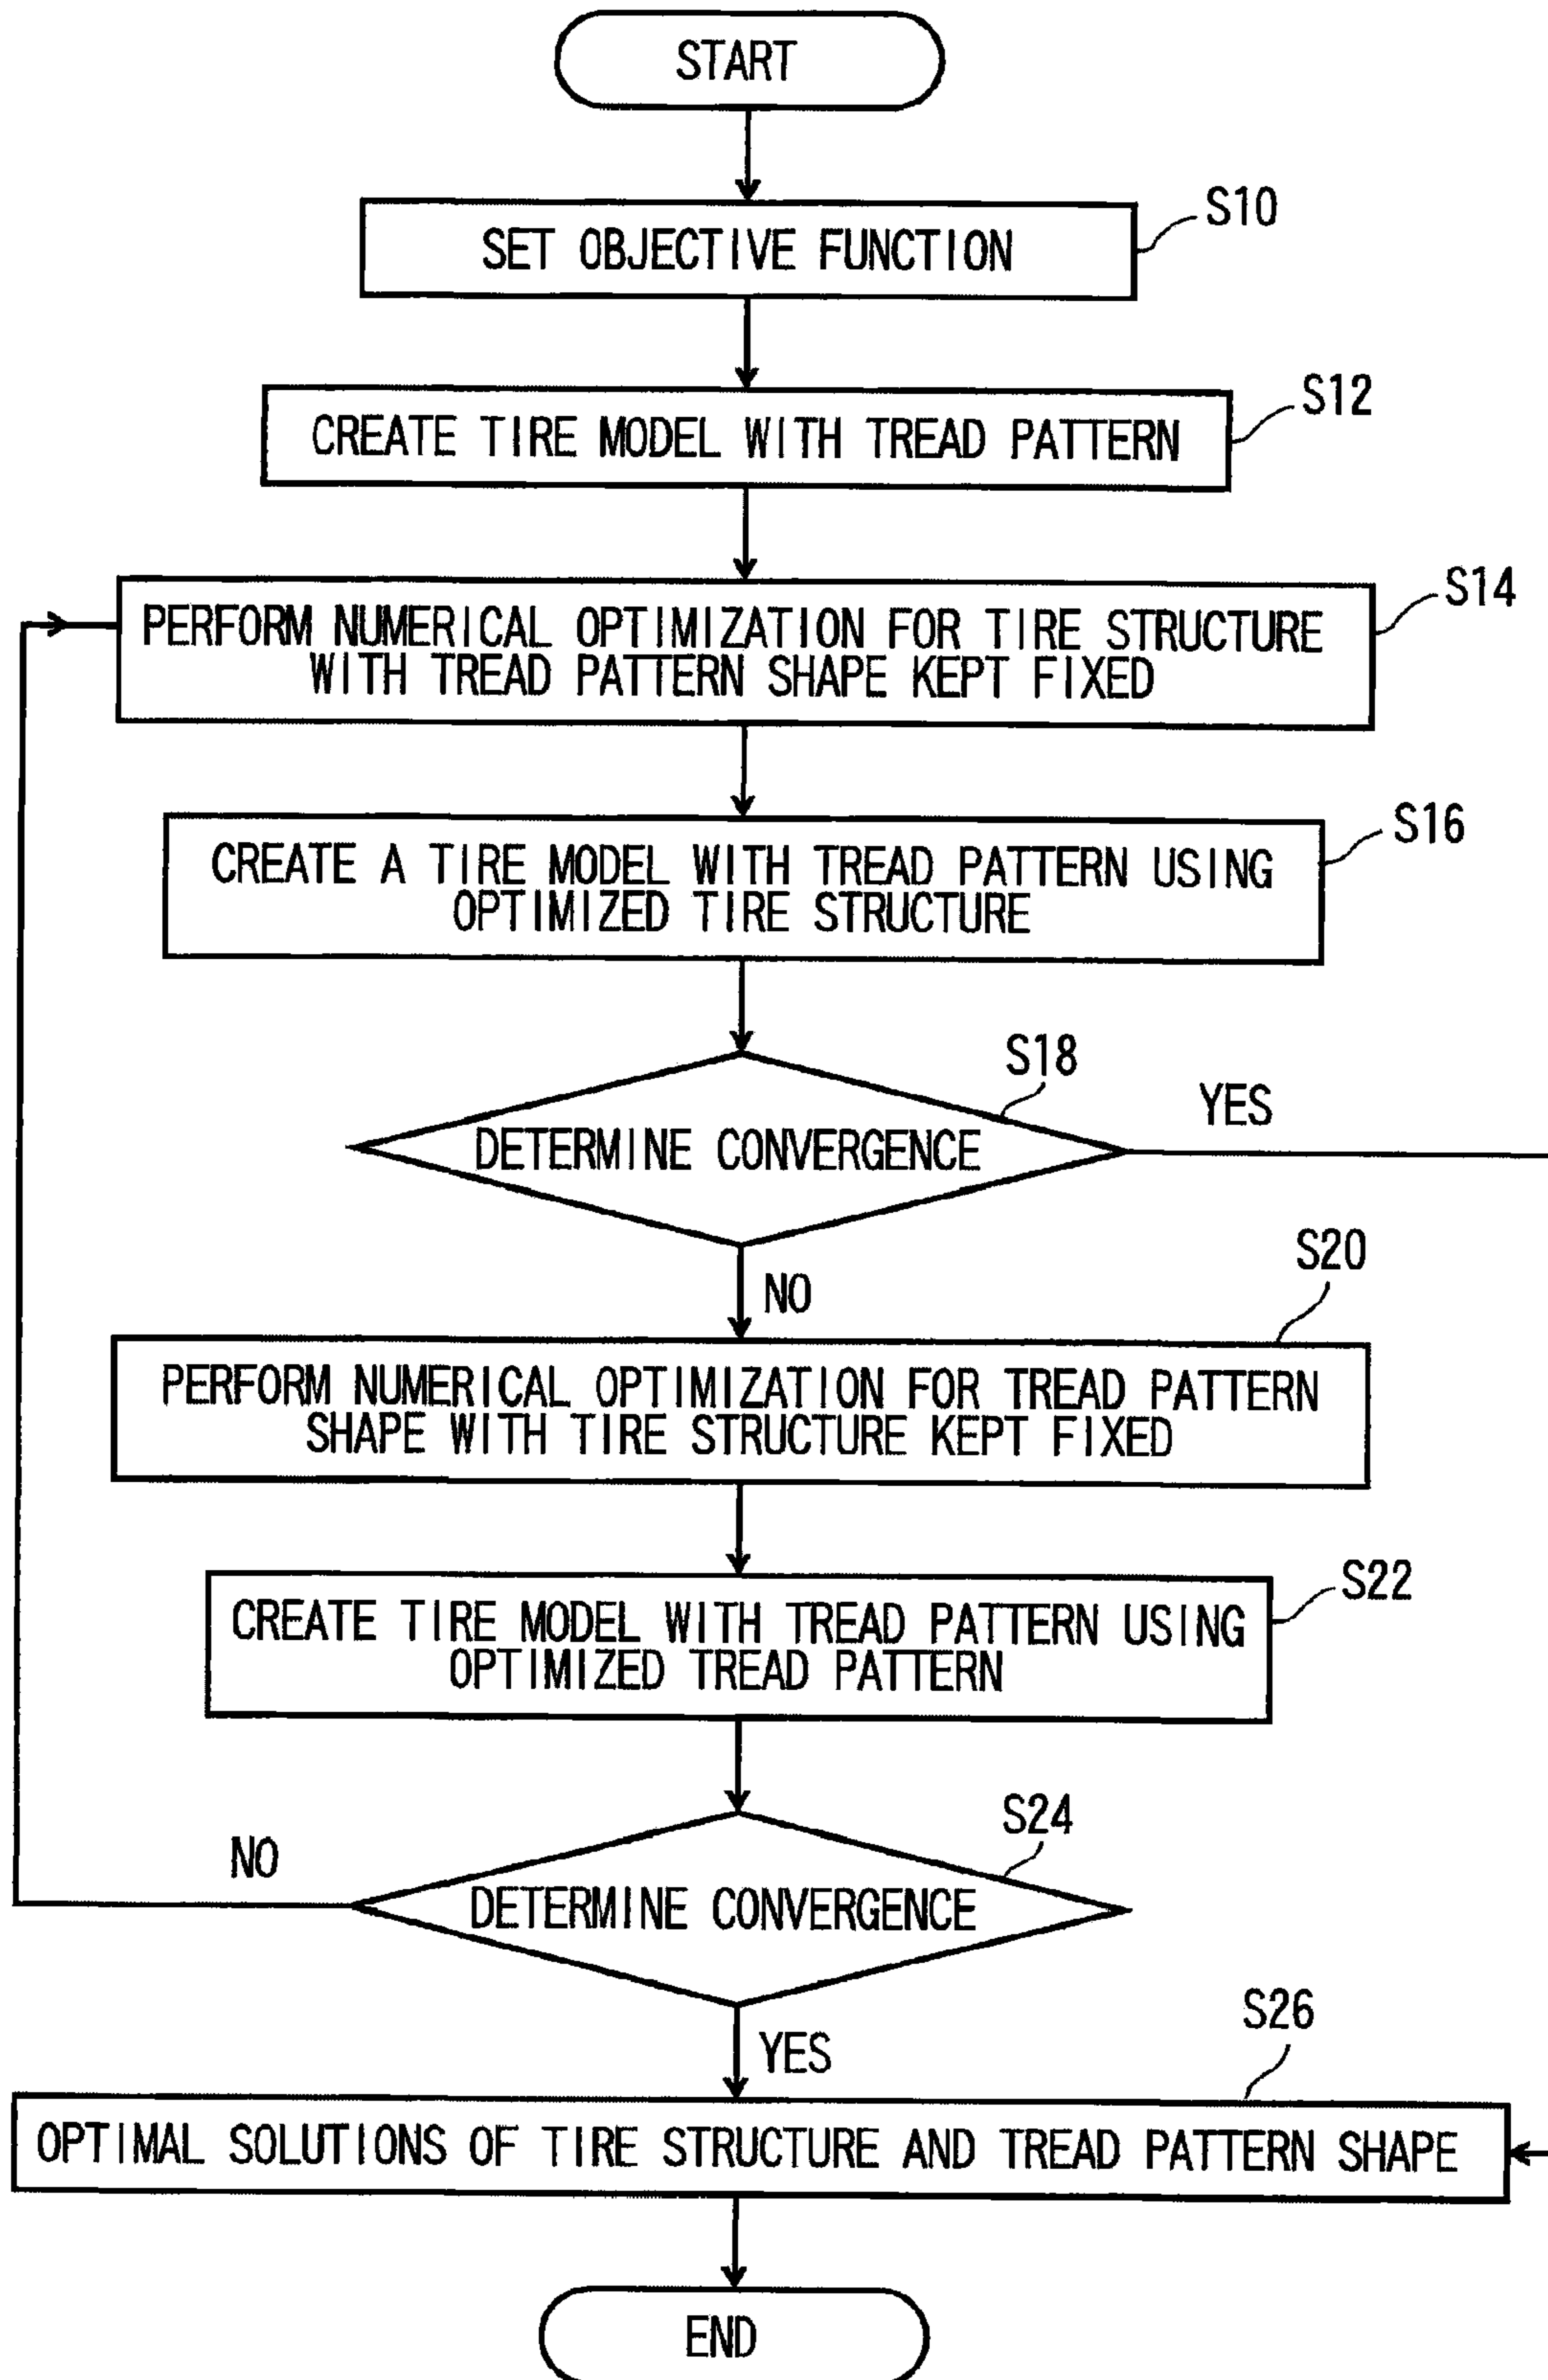 START
S10
SET OBJECTIVE FUNCTION
S12
CREATE TIRE MODEL WITH TREAD PATTERN
S14
PERFORM NUMERICAL OPTIMIZATION FOR TIRE STRUCTURE
WITH TREAD PATTERN SHAPE KEPT FIXED
S16
CREATE A TIRE MODEL WITH TREAD PATTERN USING
OPTIMIZED TIRE STRUCTURE
S18
YES
DETERMINE CONVERGENCE
NO
S20
PERFORM NUMERICAL OPTIMIZATION FOR TREAD PATTERN
SHAPE WITH TIRE STRUCTURE KEPT FIXED
S22
CREATE TIRE MODEL WITH TREAD PATTERN USING
OPTIMIZED TREAD PATTERN
S24
NO
DETERMINE CONVERGENCE
YES
S26
OPTIMAL SOLUTIONS OF TIRE STRUCTURE AND TREAD PATTERN SHAPE
END